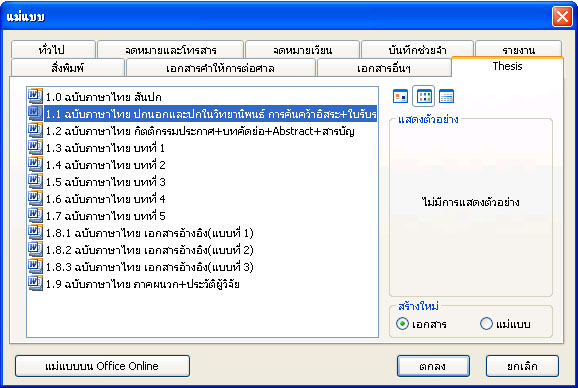 แม่แบบ
ทั่วไป จดหมายและโทรสาร จดหมายเวียน บันทึกช่วยจำ รายงาน
สิ่งพิมพ์ เอกสารคำให้การต่อศาล เอกสารอื่นๆ Thesis
1.0 ฉบับภาษาไทย สันปก
1.1 ฉบับภาษาไทย ปกนอกและปกในวิทยานิพนธ์ การค้นคว้าอิสระ+ใบรับร
1.2 ฉบับภาษาไทย กิตติกรรมประกาศ+บทคัดย่อ+Abstract+สารบัญ
1.3 ฉบับภาษาไทย บทที่ 1
1.4 ฉบับภาษาไทย บทที่ 2
1.5 ฉบับภาษาไทย บทที่ 3
1.6 ฉบับภาษาไทย บทที่ 4
1.7 ฉบับภาษาไทย บทที่ 5
1.8.1 ฉบับภาษาไทย เอกสารอ้างอิง(แบบที่ 1)
1.8.2 ฉบับภาษาไทย เอกสารอ้างอิง(แบบที่ 2)
1.8.3 ฉบับภาษาไทย เอกสารอ้างอิง(แบบที่ 3)
1.9 ฉบับภาษาไทย ภาคผนวก+ประวัติผู้วิจัย
แสดงตัวอย่าง
ไม่มีการแสดงตัวอย่าง
สร้างใหม่
เอกสาร แม่แบบ
แม่แบบบน Office Online ตกลง ยกเลิก